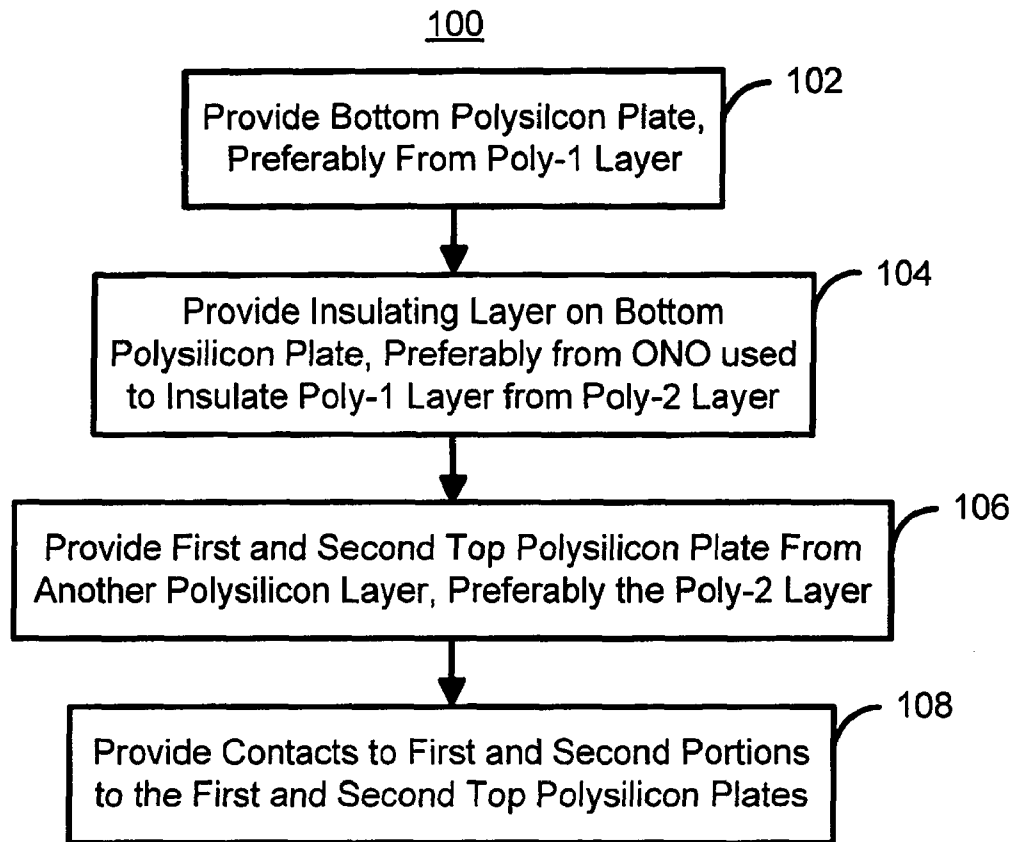 100
102
Provide Bottom Polysilcon Plate,
Preferably From Poly-1 Layer
104
Provide Insulating Layer on Bottom
Polysilicon Plate, Preferably from ONO used
to Insulate Poly-1 Layer from Poly-2 Layer
106
Provide First and Second Top Polysilicon Plate From
Another Polysilicon Layer, Preferably the Poly-2 Layer
108
Provide Contacts to First and Second Portions
to the First and Second Top Polysilicon Plates